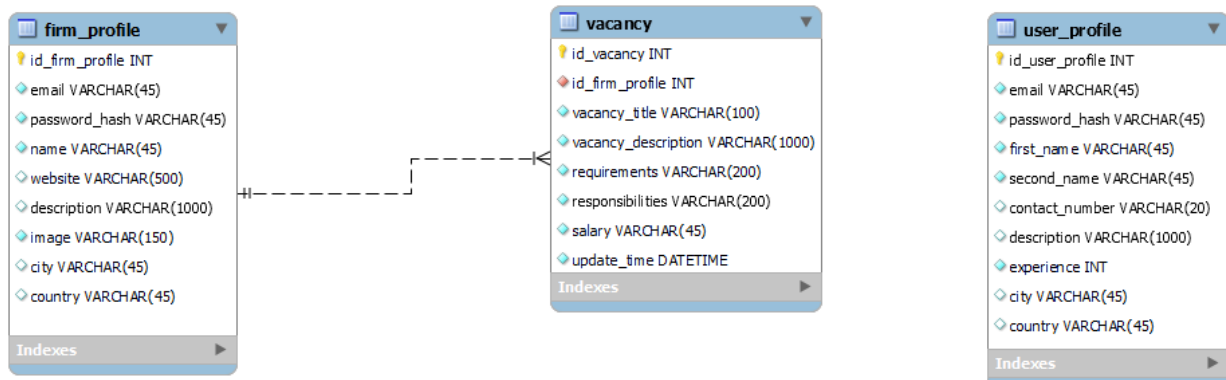 firm_profile
id_firm_profile INT
email VARCHAR(45)
password_hash VARCHAR(45)
name VARCHAR(45)
website VARCHAR(500)
description VARCHAR(1000)
image VARCHAR(150)
city VARCHAR(45)
country VARCHAR(45)
Indexes
vacancy
id_vacancy INT
id_firm_profile INT
vacancy_title VARCHAR(100)
vacancy_description VARCHAR(1000)
requirements VARCHAR(200)
responsibilities VARCHAR(200)
salary VARCHAR(45)
update_time DATETIME
Indexes
user_profile
id_user_profile INT
email VARCHAR(45)
password_hash VARCHAR(45)
first_name VARCHAR(45)
second_name VARCHAR(45)
contact_number VARCHAR(20)
description VARCHAR(1000)
experience INT
city VARCHAR(45)
country VARCHAR(45)
Indexes